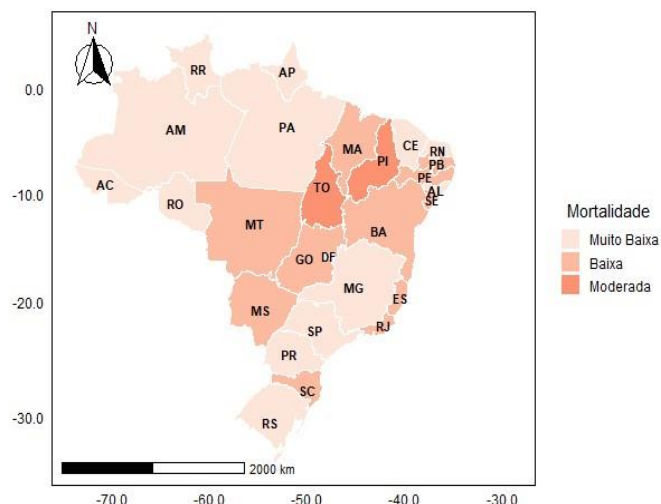 N
0.0
-10.0
-20.0
-30.0
RR
AP
AM
PA
MA
CE
RN
PB
PE
AL
SE
PI
TO
AC
RO
MT
BA
GO
DF
MG
ES
MS
SP
RJ
PR
SC
RS
2000 km
-70.0 -60.0 -50.0 -40.0 -30.0
Mortalidade
Muito Baixa
Baixa
Moderada